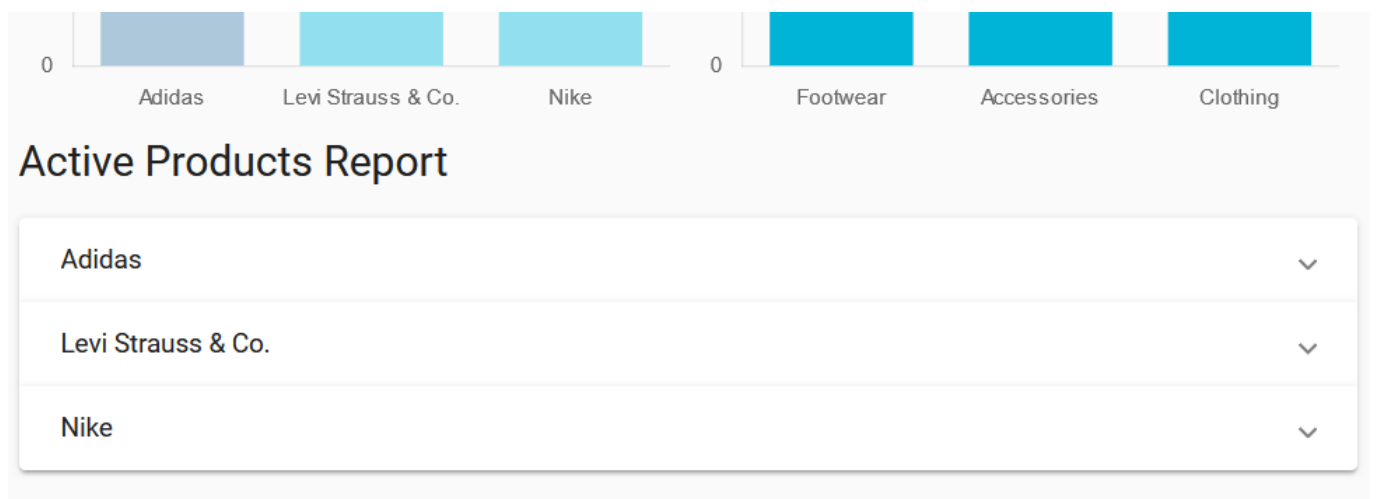 0
Adidas Levi Strauss & Co. Nike
0
Footwear Accessories Clothing
Active Products Report
Adidas
Levi Strauss & Co.
Nike